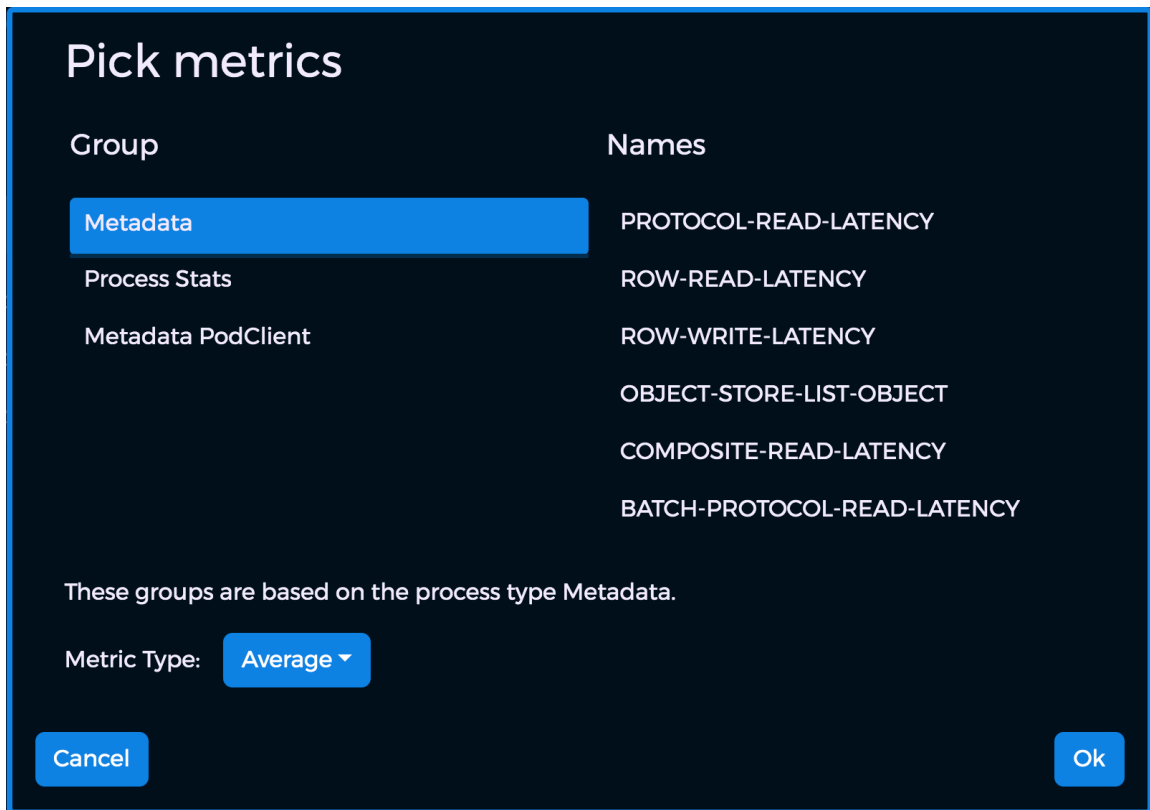 Pick metrics
Group
Names
Metadata
PROTOCOL-READ-LATENCY
Process Stats
ROW-READ-LATENCY
Metadata PodClient
ROW-WRITE-LATENCY
OBJECT-STORE-LIST-OBJECT
COMPOSITE-READ-LATENCY
BATCH-PROTOCOL-READ-LATENCY
These groups are based on the process type Metadata.
Metric Type: Average
Cancel
Ok